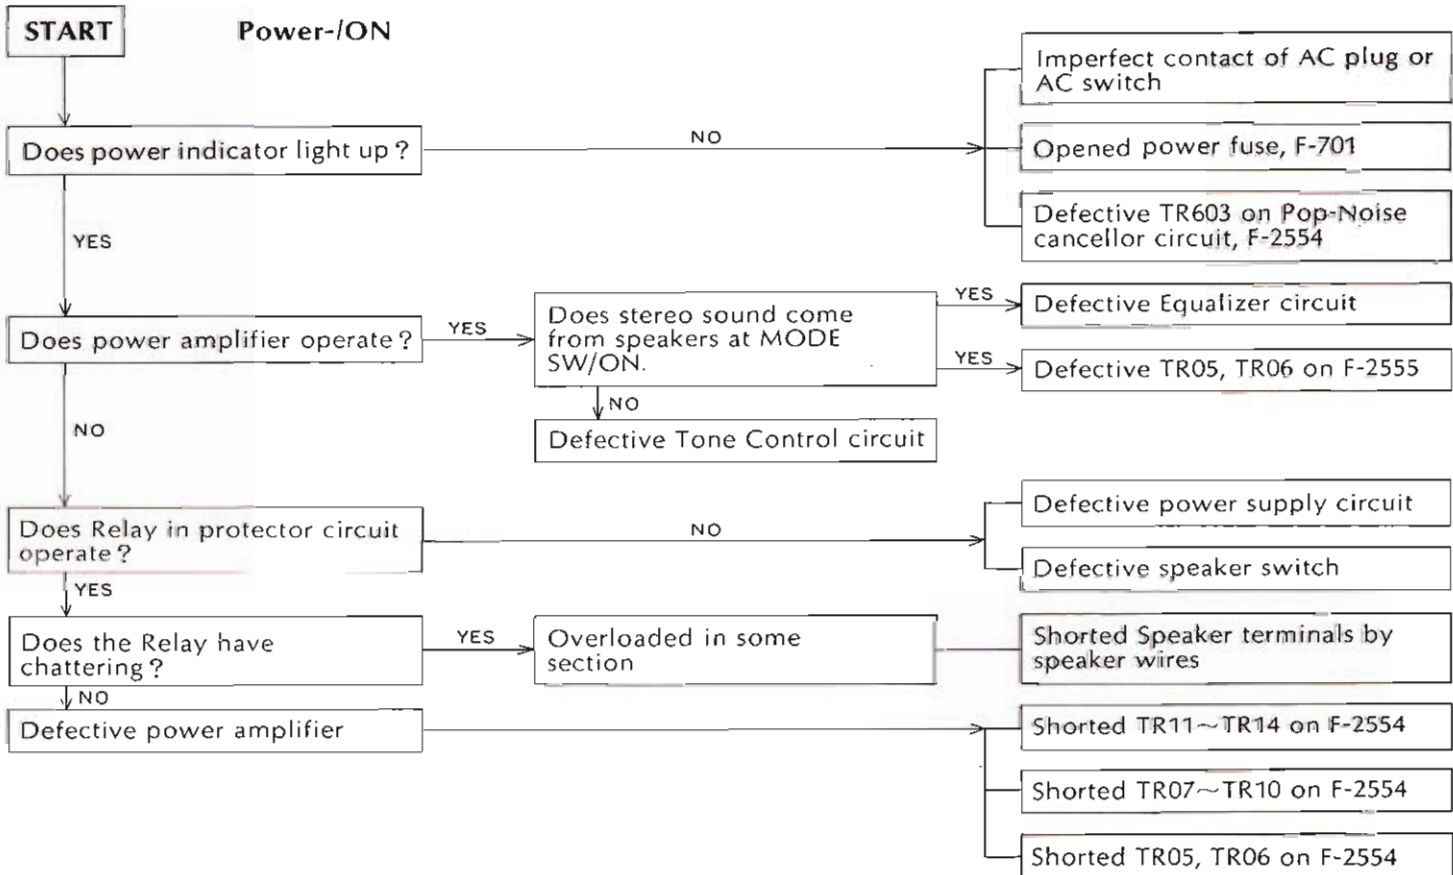 START
Power-/ON
Imperfect contact of AC plug or
AC switch
Does power indicator light up ?
NO
Opened power fuse, F-701
Defective TR603 on Pop-Noise
cancellor circuit, F-2554
YES
Does power amplifier operate ?
YES
Does stereo sound come
from speakers at MODE
SW/ON.
YES
Defective Equalizer circuit
YES
Defective TR05, TR06 on F-2555
NO
Defective Tone Control circuit
NO
Does Relay in protector circuit
operate ?
NO
Defective power supply circuit
Defective speaker switch
YES
Does the Relay have
chattering ?
YES
Overloaded in some
section
Shorted Speaker terminals by
speaker wires
NO
Defective power amplifier
Shorted TR11~TR14 on F-2554
Shorted TR07~TR10 on F-2554
Shorted TR05, TR06 on F-2554